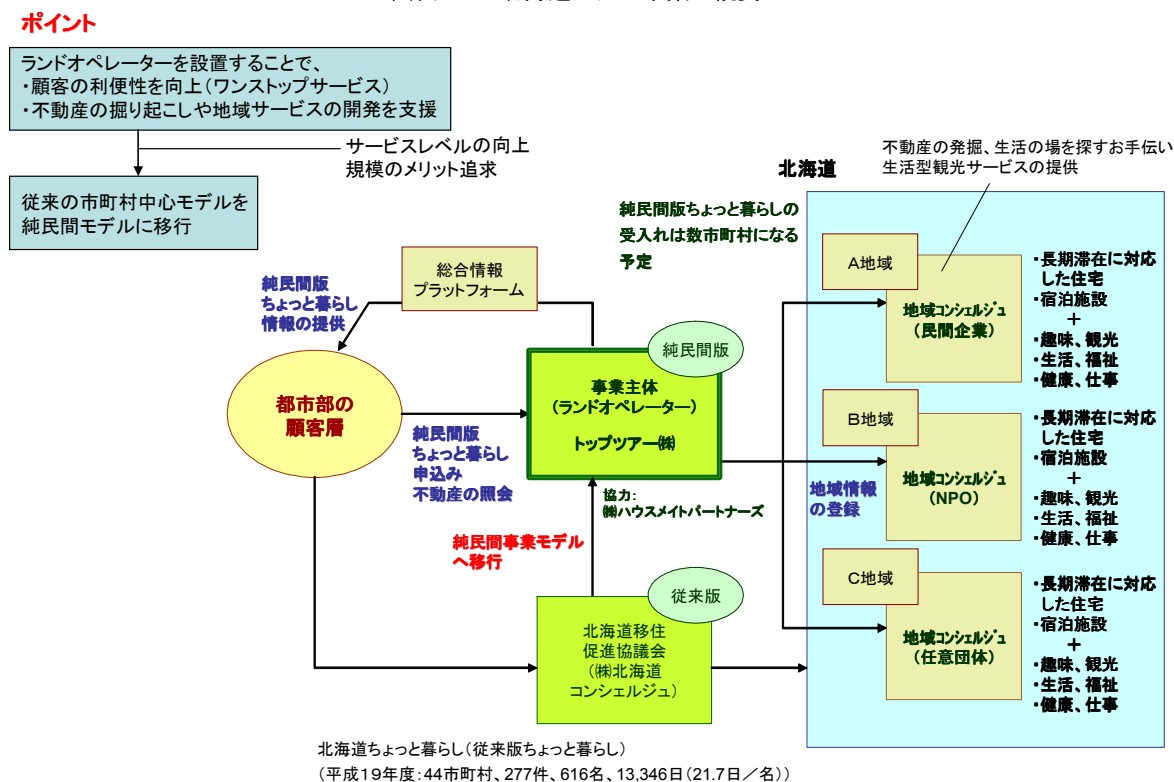 ポイント
ランドオペレーターを設置することで、
・顧客の利便性を向上(ワンストップサービス)
・不動産の掘り起こしや地域サービスの開発を支援
サービスレベルの向上
規模のメリット追求
従来の市町村中心モデルを
純民間モデルに移行
不動産の発掘、生活の場を探すお手伝い
生活型観光サービスの提供
北海道
純民間版ちょっと暮らしの
受入れは数市町村になる
予定
総合情報
プラットフォーム
純民間版
ちょっと暮らし
情報の提供
都市部の
顧客層
純民間版
ちょっと暮らし
申込み
不動産の照会
純民間版
事業主体
(ランドオペレーター)
トップツアー㈱
協力:
㈱ハウスメイトパートナーズ
純民間事業モデル
へ移行
従来版
北海道移住
促進協議会
(㈱北海道
コンシェルジュ)
地域情報
の登録
A地域
地域コンシェルジュ
(民間企業)
・長期滞在に対応
した住宅
・宿泊施設
+
・趣味、観光
・生活、福祉
・健康、仕事
B地域
地域コンシェルジュ
(NPO)
・長期滞在に対応
した住宅
・宿泊施設
+
・趣味、観光
・生活、福祉
・健康、仕事
C地域
地域コンシェルジュ
(任意団体)
・長期滞在に対応
した住宅
・宿泊施設
+
・趣味、観光
・生活、福祉
・健康、仕事
北海道ちょっと暮らし(従来版ちょっと暮らし)
(平成19年度:44市町村、277件、616名、13,346日(21.7日/名))